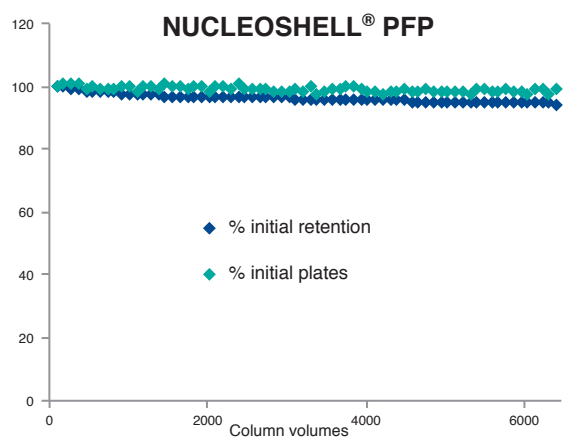 NUCLEOSHELL® PFP
120
100
80
60
40
20
0
% initial retention
% initial plates
0 2000 4000 6000
Column volumes